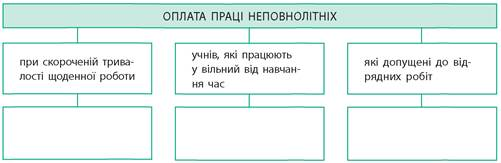 ОПЛАТА ПРАЦІ НЕПОВНОЛІТНІХ
при скороченій трива-
лості щоденної роботи
учнів, які працюють
у вільний від навчан-
ня час
які допущені до від-
рядних робіт